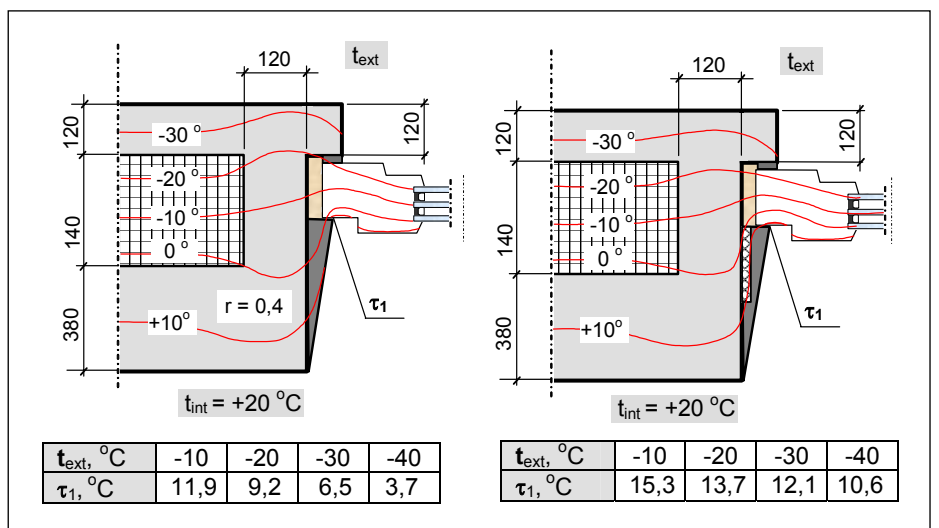 120
t_ext
120
120
-30 °
-20 °
-10 °
0 °
140
r = 0,4
+10°
380
τ₁
t_int = +20 °C
t_ext, °C -10 -20 -30 -40
τ₁, °C 11,9 9,2 6,5 3,7
120
t_ext
120
120
-30 °
-20 °
-10 °
0 °
140
+10°
380
τ₁
t_int = +20 °C
t_ext, °C -10 -20 -30 -40
τ₁, °C 15,3 13,7 12,1 10,6